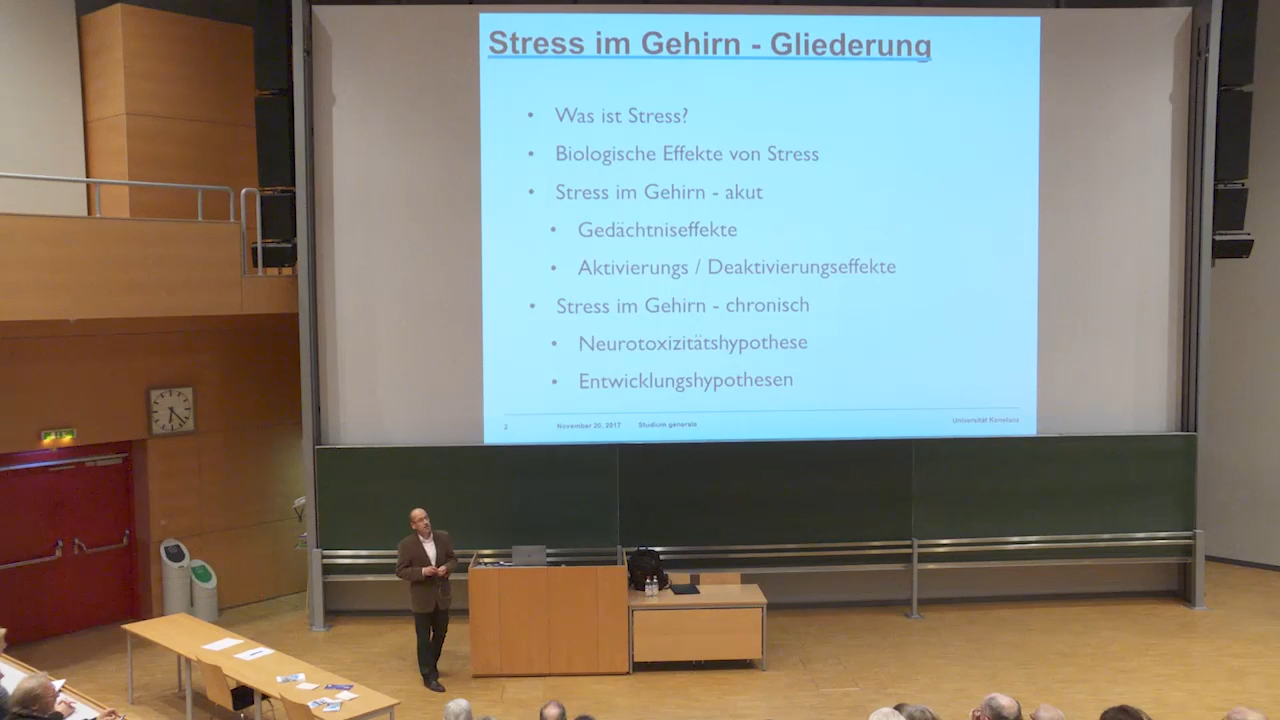 Stress im Gehirn - Gliederung
• Was ist Stress?
• Biologische Effekte von Stress
• Stress im Gehirn - akut
• Gedächtniseffekte
• Aktivierungs / Deaktivierungseffekte
• Stress im Gehirn - chronisch
• Neurotoxizitätshypothese
• Entwicklungshypothesen
2 November 20, 2017 Studium generale Universität Konstanz